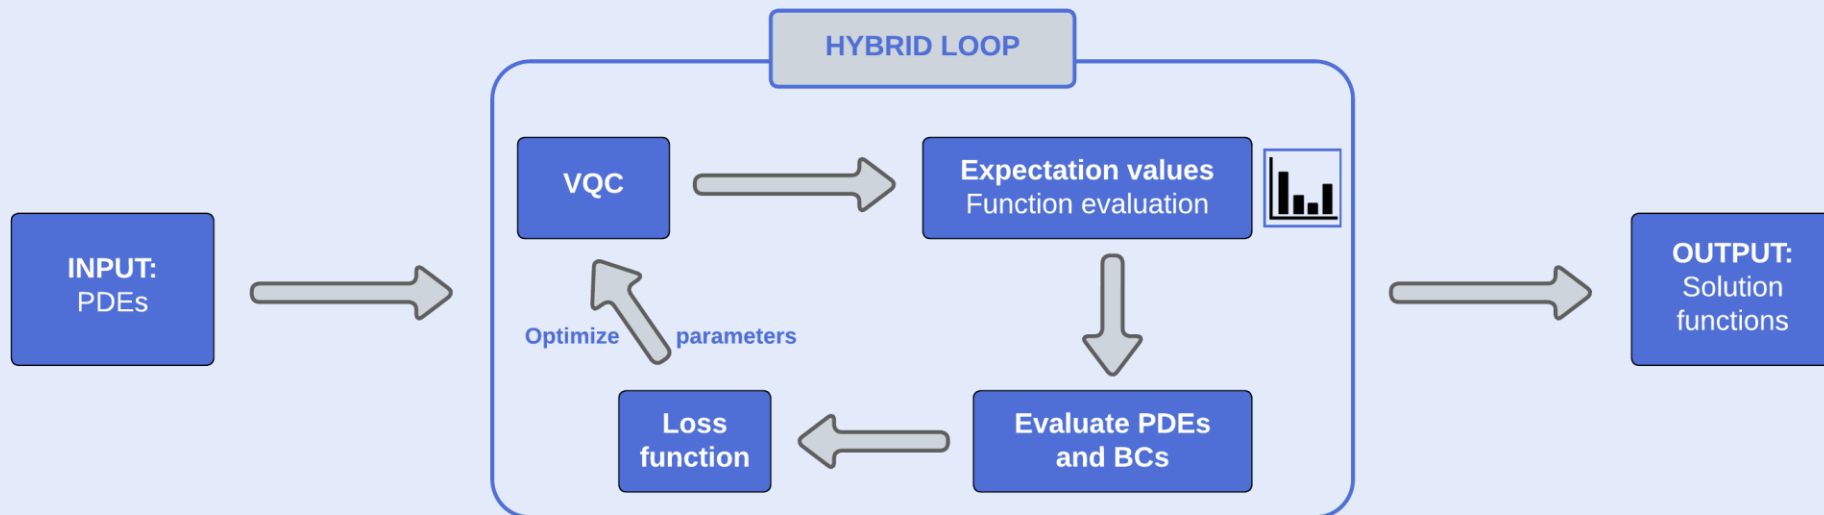 HYBRID LOOP
INPUT:
PDEs
VQC
Expectation values
Function evaluation
Optimize parameters
Loss
function
Evaluate PDEs
and BCs
OUTPUT:
Solution
functions